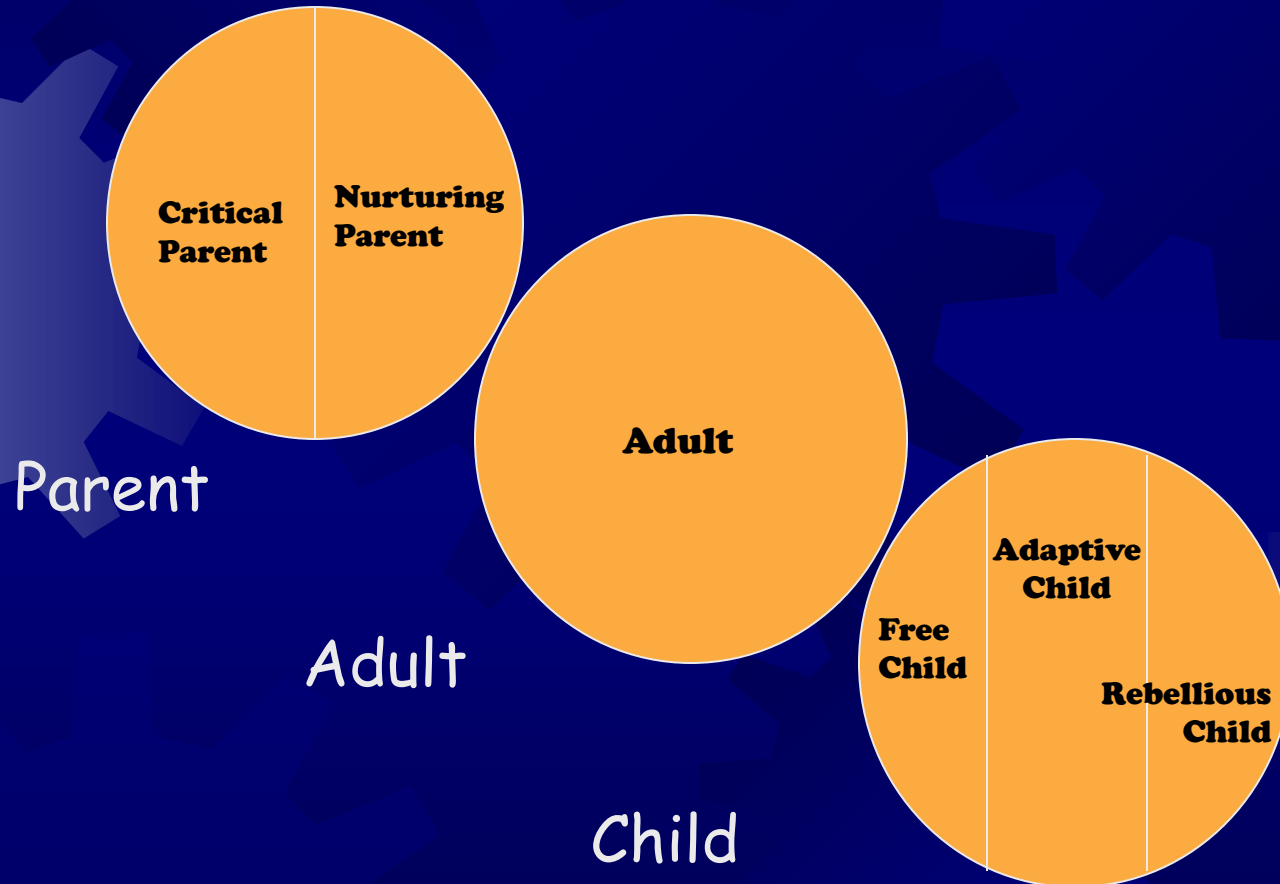 Critical
Parent
Nurturing
Parent
Parent
Adult
Adult
Adaptive
Child
Free
Child
Rebellious
Child
Child